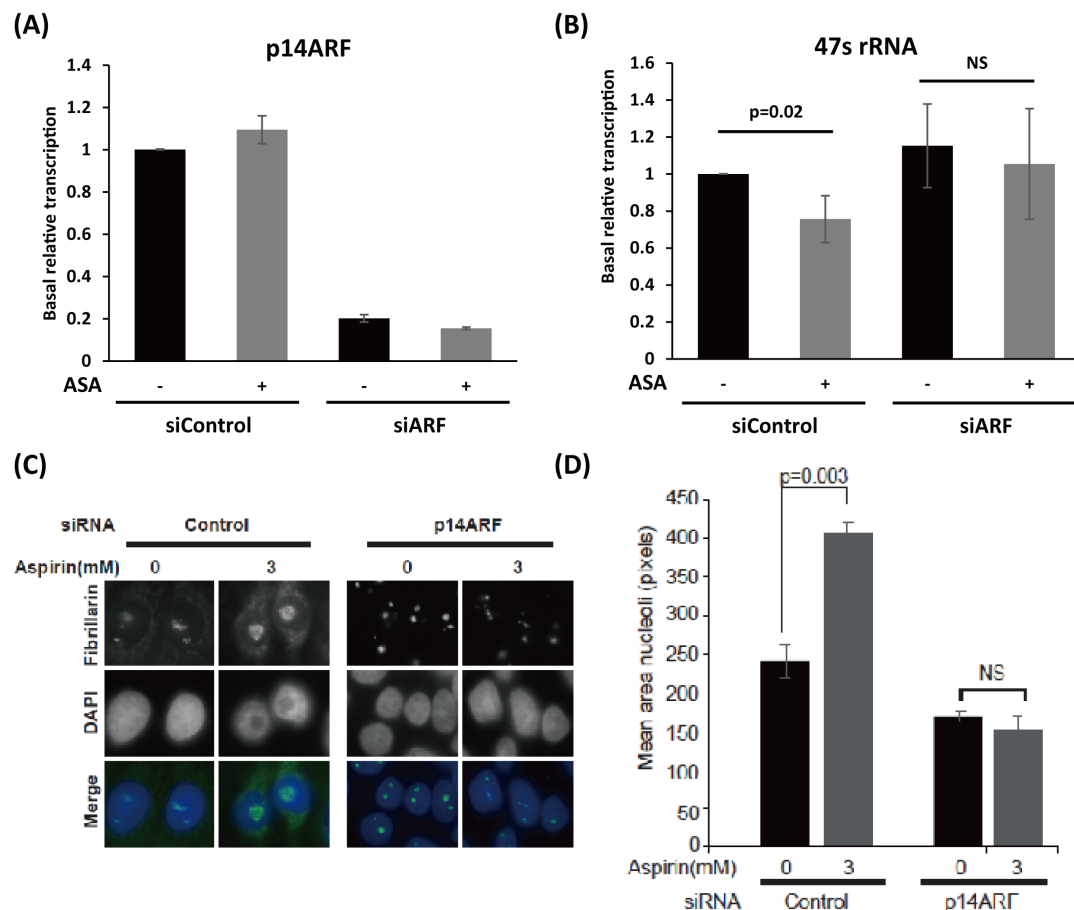 (A)
p14ARF
Basal relative transcription
1.4
1.2
1
0.8
0.6
0.4
0.2
0
ASA - + - +
siControl siARF
(B)
47s rRNA
Basal relative transcription
1.6
1.4
1.2
1
0.8
0.6
0.4
0.2
0
p=0.02
NS
- + - +
siControl siARF
(C)
siRNA Control p14ARF
Aspirin(mM) 0 3 0 3
Fibrillarin
DAPI
Merge
(D)
Mean area nucleoli (pixels)
450
400
350
300
250
200
150
100
50
0
p=0.003
NS
Aspirin(mM) 0 3 0 3
siRNA Control p14ARF